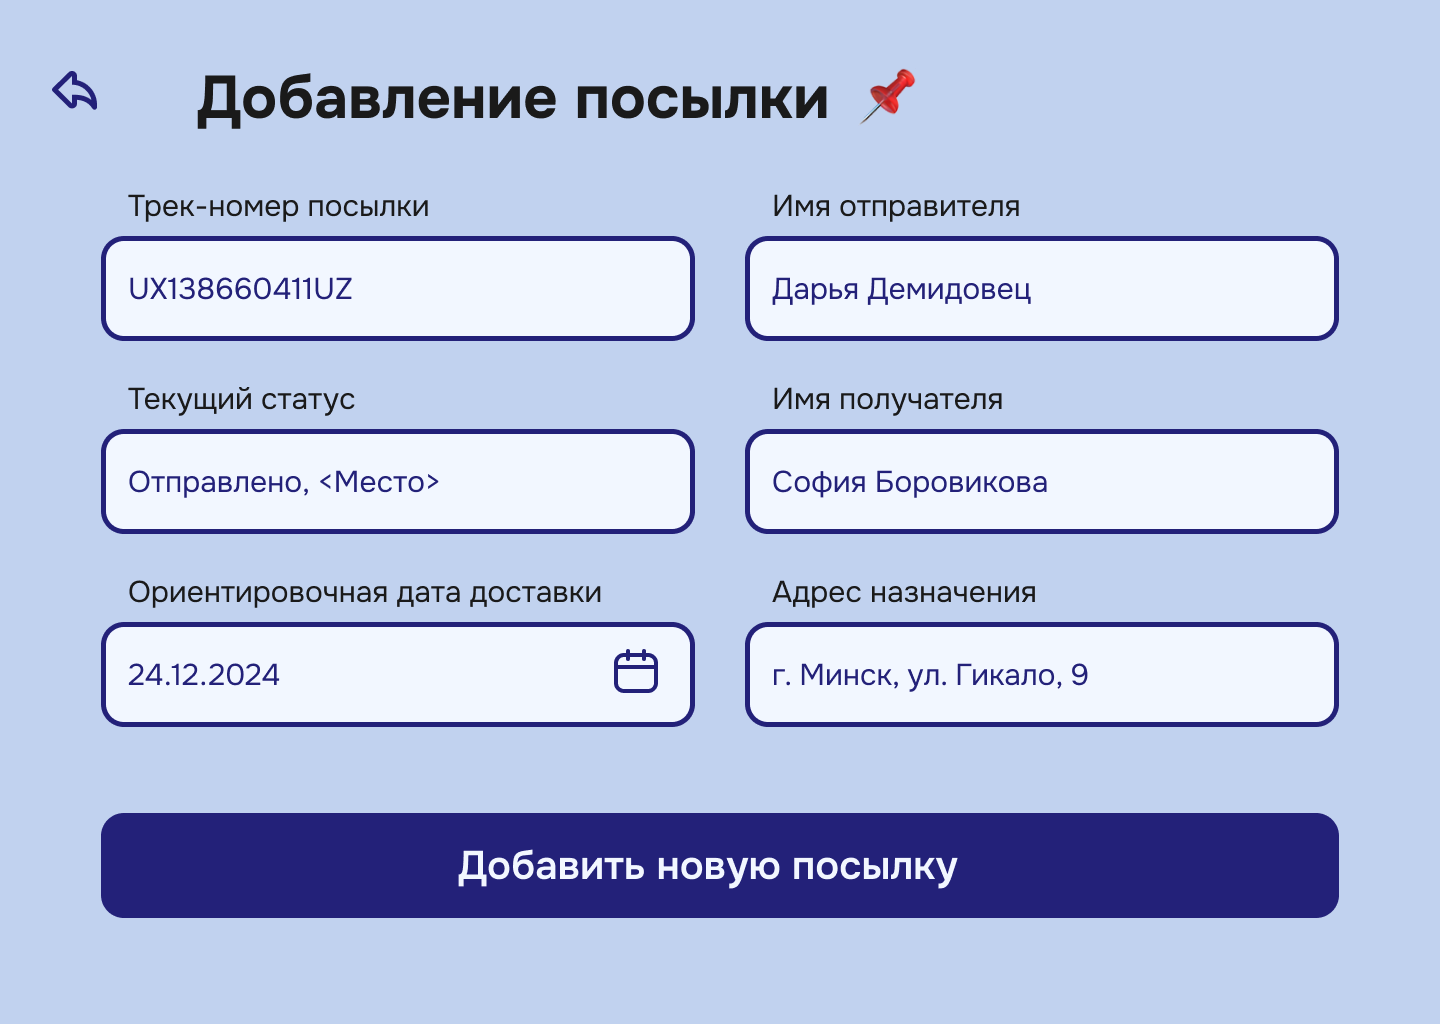 Добавление посылки 📌
Трек-номер посылки
UX138660411UZ
Имя отправителя
Дарья Демидовец
Текущий статус
Отправлено, <Место>
Имя получателя
София Боровикова
Ориентировочная дата доставки
24.12.2024
Адрес назначения
г. Минск, ул. Гикало, 9
Добавить новую посылку